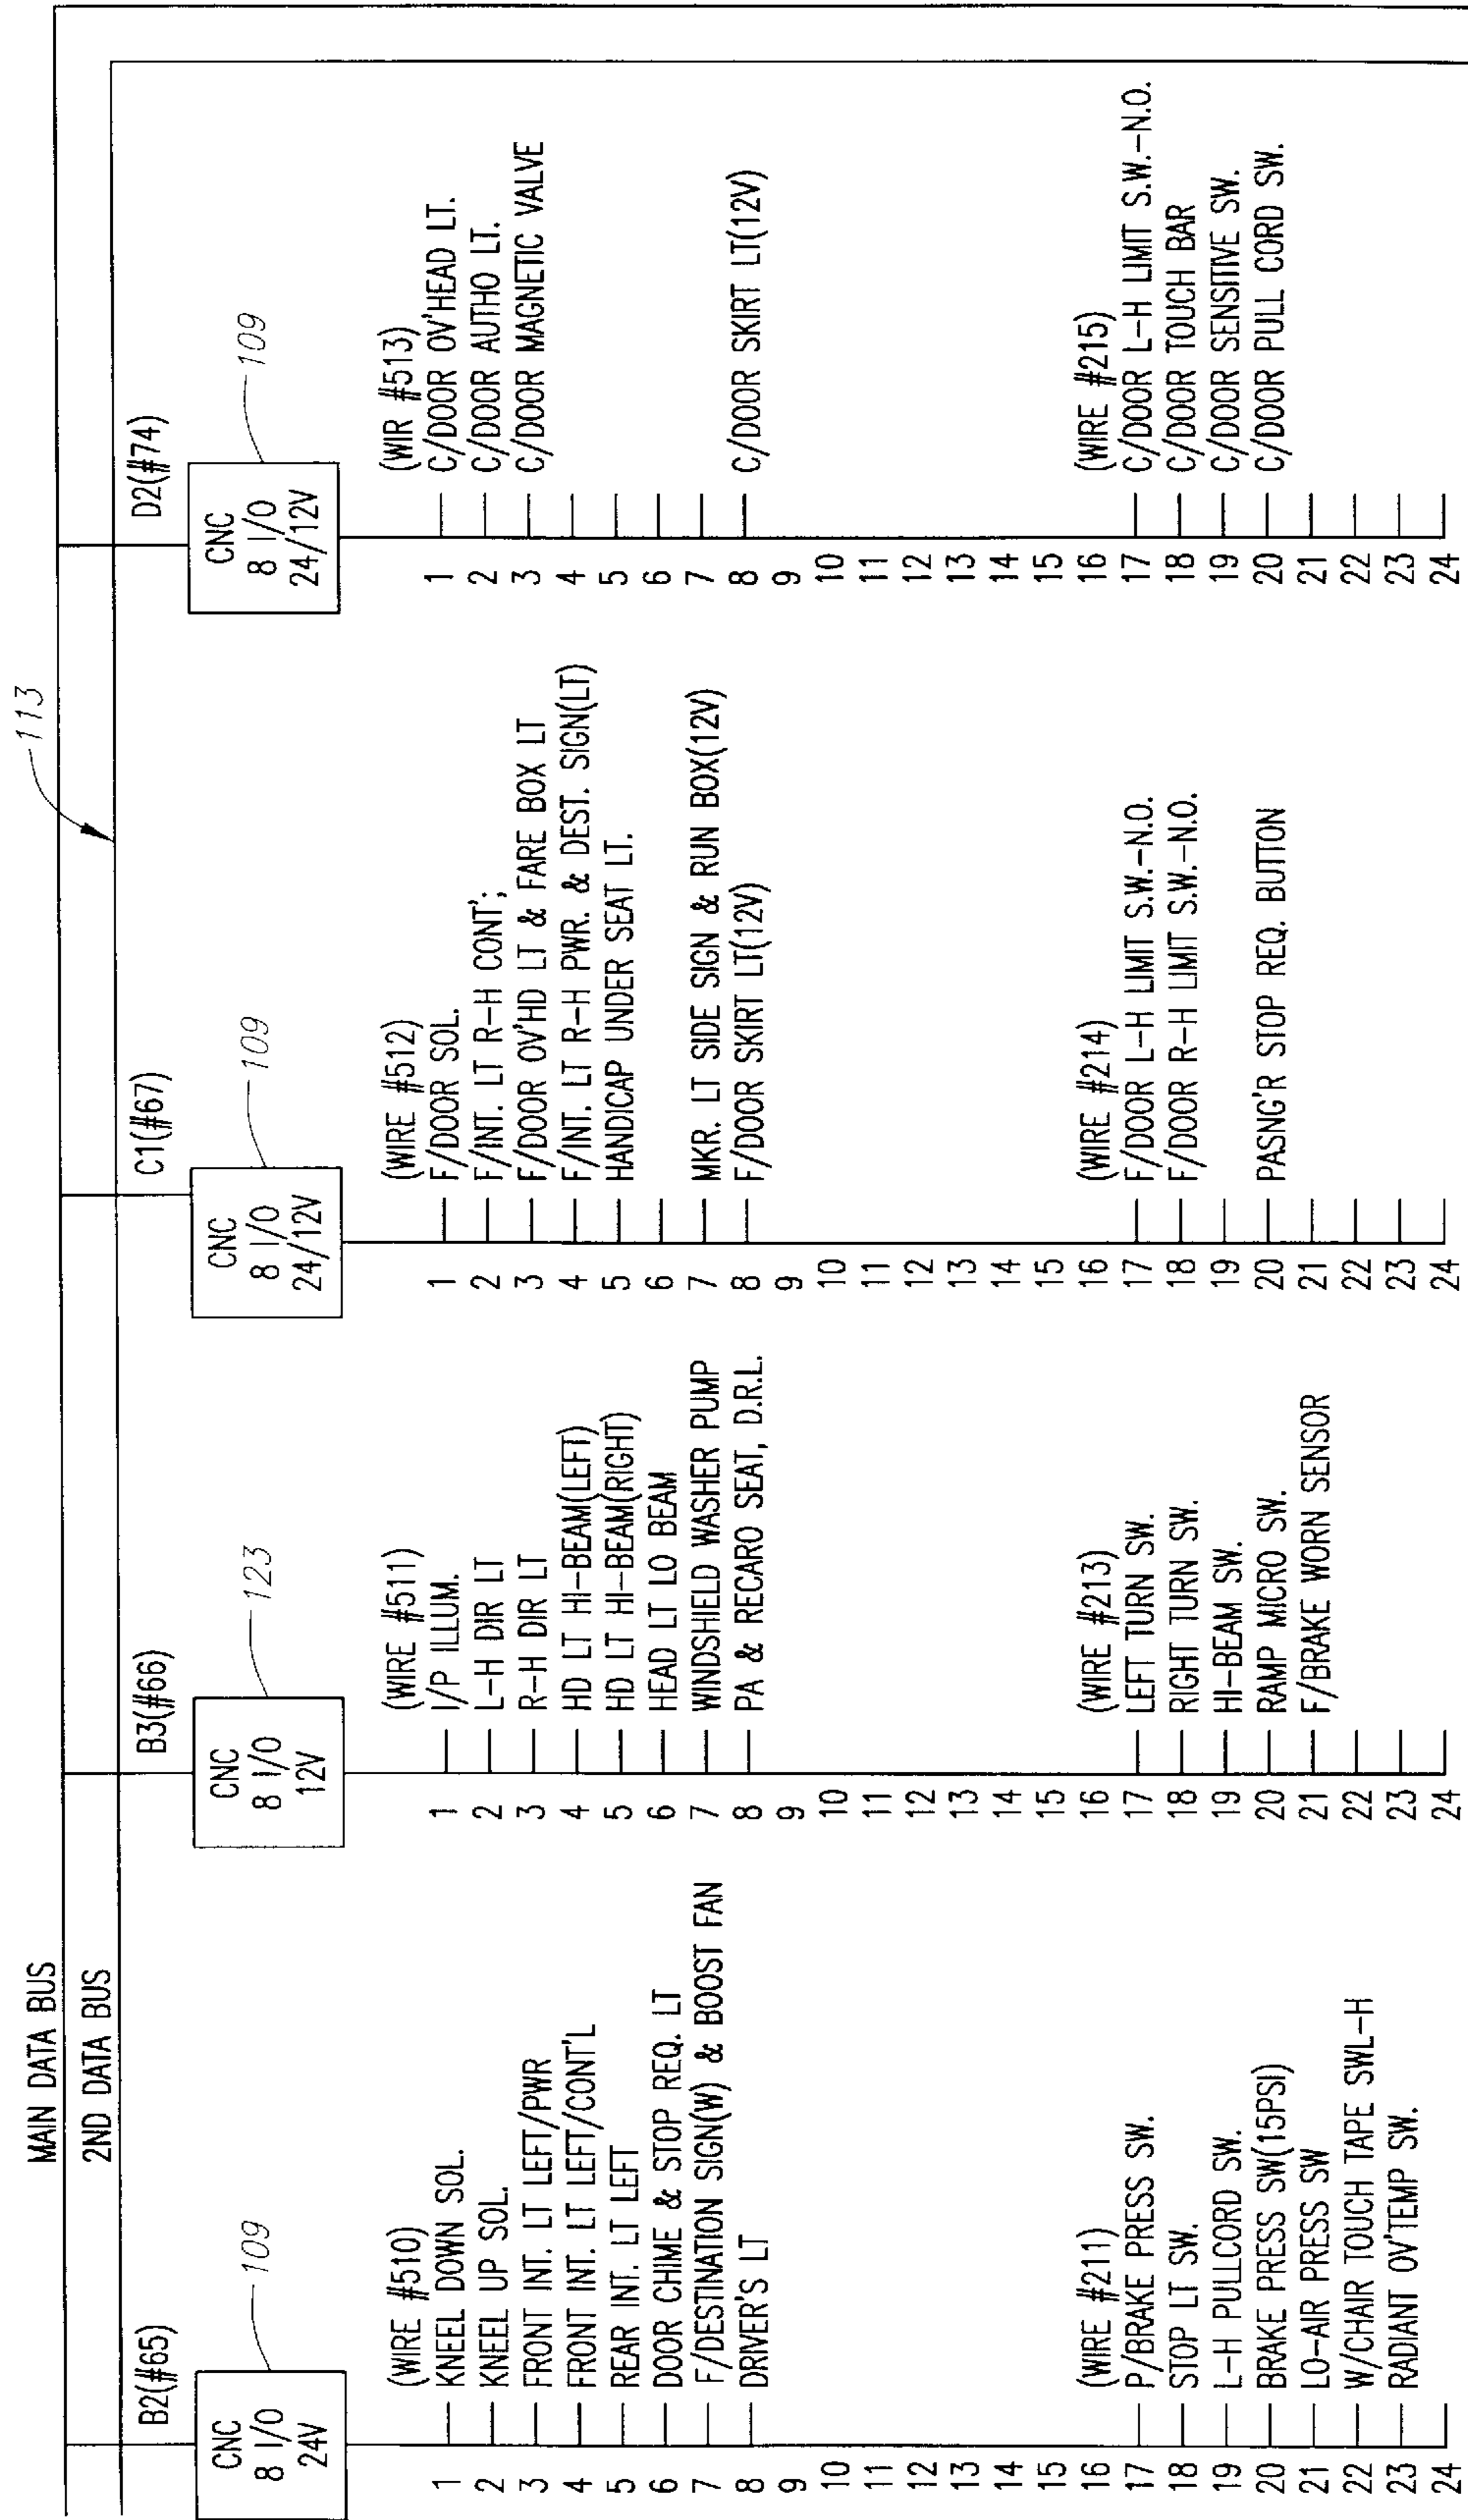 MAIN DATA BUS
2ND DATA BUS
113
B2(#65)
CNC
8 I/O
24V
109
(WIRE #510)
1 KNEEL DOWN SOL.
2 KNEEL UP SOL.
3 FRONT INT. LT LEFT/PWR
4 FRONT INT. LT LEFT/CONT'L
5 REAR INT. LT LEFT
6 DOOR CHIME & STOP REQ. LT
7 F/DESTINATION SIGN(W) & BOOST FAN
8 DRIVER'S LT
9
10
11
12
13
14
15
16 (WIRE #211)
17 P/BRAKE PRESS SW.
18 STOP LT SW.
19 L-H PULLCORD SW.
20 BRAKE PRESS SW(15PSI)
21 LO-AIR PRESS SW
22 W/CHAIR TOUCH TAPE SWL-H
23 RADIANT OV'TEMP SW.
24
B3(#66)
CNC
8 I/O
12V
123
(WIRE #511)
1 I/P ILLUM.
2 L-H DIR LT
3 R-H DIR LT
4 HD LT HI-BEAM(LEFT)
5 HD LT HI-BEAM(RIGHT)
6 HEAD LT LO BEAM
7 WINDSHIELD WASHER PUMP
8 PA & RECARO SEAT, D.R.L.
9
10
11
12
13
14
15
16 (WIRE #213)
17 LEFT TURN SW.
18 RIGHT TURN SW.
19 HI-BEAM SW.
20 RAMP MICRO SW.
21 F/BRAKE WORN SENSOR
22
23
24
C1(#67)
CNC
8 I/O
24/12V
109
(WIRE #512)
1 F/DOOR SOL.
2 F/INT. LT R-H CONT';
3 F/DOOR OV'HD LT & FARE BOX LT
4 F/INT. LT R-H PWR. & DEST. SIGN(LT)
5 HANDICAP UNDER SEAT LT.
6
7 MKR. LT SIDE SIGN & RUN BOX(12V)
8 F/DOOR SKIRT LT(12V)
9
10
11
12
13
14
15
16 (WIRE #214)
17 F/DOOR L-H LIMIT S.W.-N.O.
18 F/DOOR R-H LIMIT S.W.-N.O.
19
20 PASNG'R STOP REQ. BUTTON
21
22
23
24
D2(#74)
CNC
8 I/O
24/12V
109
(WIR #513)
1 C/DOOR OV'HEAD LT.
2 C/DOOR AUTHO LT.
3 C/DOOR MAGNETIC VALVE
4
5
6
7
8 C/DOOR SKIRT LT(12V)
9
10
11
12
13
14
15
16 (WIRE #215)
17 C/DOOR L-H LIMIT S.W.-N.O.
18 C/DOOR TOUCH BAR
19 C/DOOR SENSITIVE SW.
20 C/DOOR PULL CORD SW.
21
22
23
24